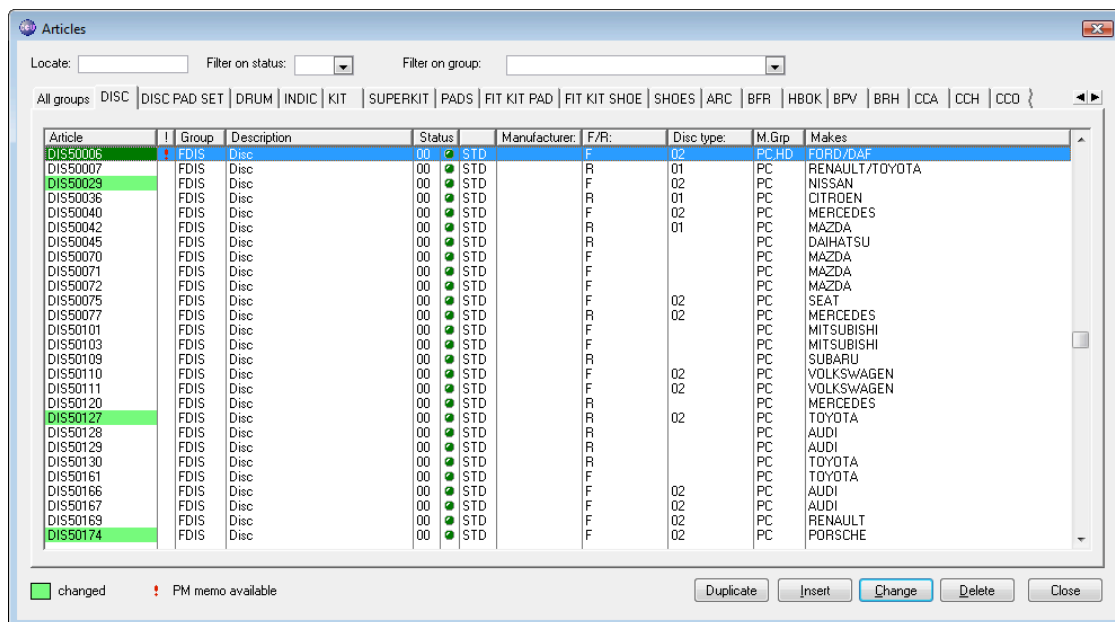 Articles
Locate: Filter on status: Filter on group:
All groups DISC DISC PAD SET DRUM INDIC KIT SUPERKIT PADS FIT KIT PAD FIT KIT SHOE SHOES ARC BFR HBOK BPV BRH CCA CCH CCO
Article ! Group Description Status Manufacturer: F/R: Disc type: M.Grp Makes
DIS50006 ! FDIS Disc 00 STD F 02 PC,HD FORD/DAF
DIS50007 FDIS Disc 00 STD R 01 PC RENAULT/TOYOTA
DIS50029 FDIS Disc 00 STD F 02 PC NISSAN
DIS50036 FDIS Disc 00 STD R 01 PC CITROEN
DIS50040 FDIS Disc 00 STD F 02 PC MERCEDES
DIS50042 FDIS Disc 00 STD R 01 PC MAZDA
DIS50045 FDIS Disc 00 STD R PC DAIHATSU
DIS50070 FDIS Disc 00 STD F PC MAZDA
DIS50071 FDIS Disc 00 STD F PC MAZDA
DIS50072 FDIS Disc 00 STD F PC MAZDA
DIS50075 FDIS Disc 00 STD F 02 PC SEAT
DIS50077 FDIS Disc 00 STD R 02 PC MERCEDES
DIS50101 FDIS Disc 00 STD F PC MITSUBISHI
DIS50103 FDIS Disc 00 STD F PC MITSUBISHI
DIS50109 FDIS Disc 00 STD R PC SUBARU
DIS50110 FDIS Disc 00 STD F 02 PC VOLKSWAGEN
DIS50111 FDIS Disc 00 STD F 02 PC VOLKSWAGEN
DIS50120 FDIS Disc 00 STD R PC MERCEDES
DIS50127 FDIS Disc 00 STD F 02 PC TOYOTA
DIS50128 FDIS Disc 00 STD R PC AUDI
DIS50129 FDIS Disc 00 STD R PC AUDI
DIS50130 FDIS Disc 00 STD R PC TOYOTA
DIS50161 FDIS Disc 00 STD F PC TOYOTA
DIS50166 FDIS Disc 00 STD F 02 PC AUDI
DIS50167 FDIS Disc 00 STD F 02 PC AUDI
DIS50169 FDIS Disc 00 STD F 02 PC RENAULT
DIS50174 FDIS Disc 00 STD F 02 PC PORSCHE
changed ! PM memo available Duplicate Insert Change Delete Close